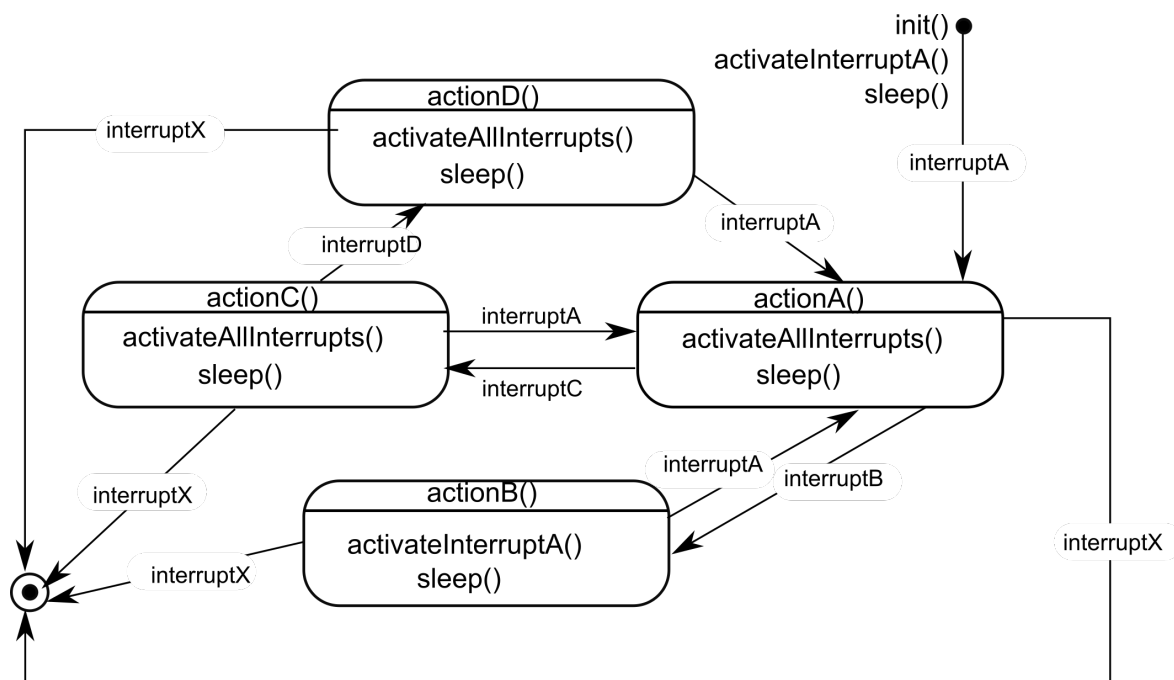 init()
activateInterruptA()
sleep()
actionD()
interruptX
activateAllInterrupts()
sleep()
interruptA
interruptA
interruptD
actionC()
actionA()
activateAllInterrupts()
sleep()
interruptA
interruptC
activateAllInterrupts()
sleep()
interruptX
interruptA
interruptB
actionB()
activateInterruptA()
sleep()
interruptX
interruptX